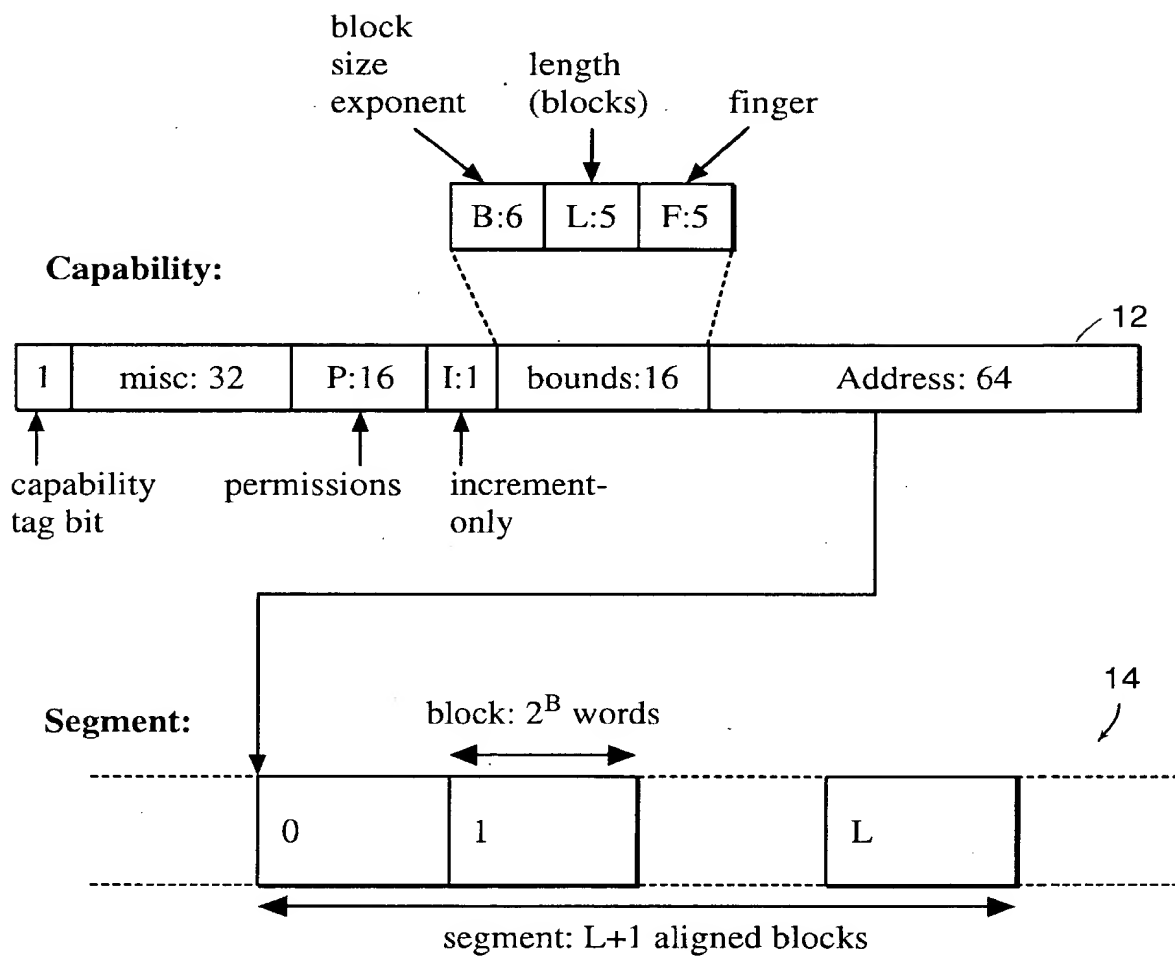 block
size
exponent
length
(blocks)
finger
B:6 L:5 F:5
Capability:
12
1 misc: 32 P:16 I:1 bounds:16 Address: 64
capability
tag bit
permissions
increment-
only
14
Segment:
block: 2^B words
0 1 L
segment: L+1 aligned blocks